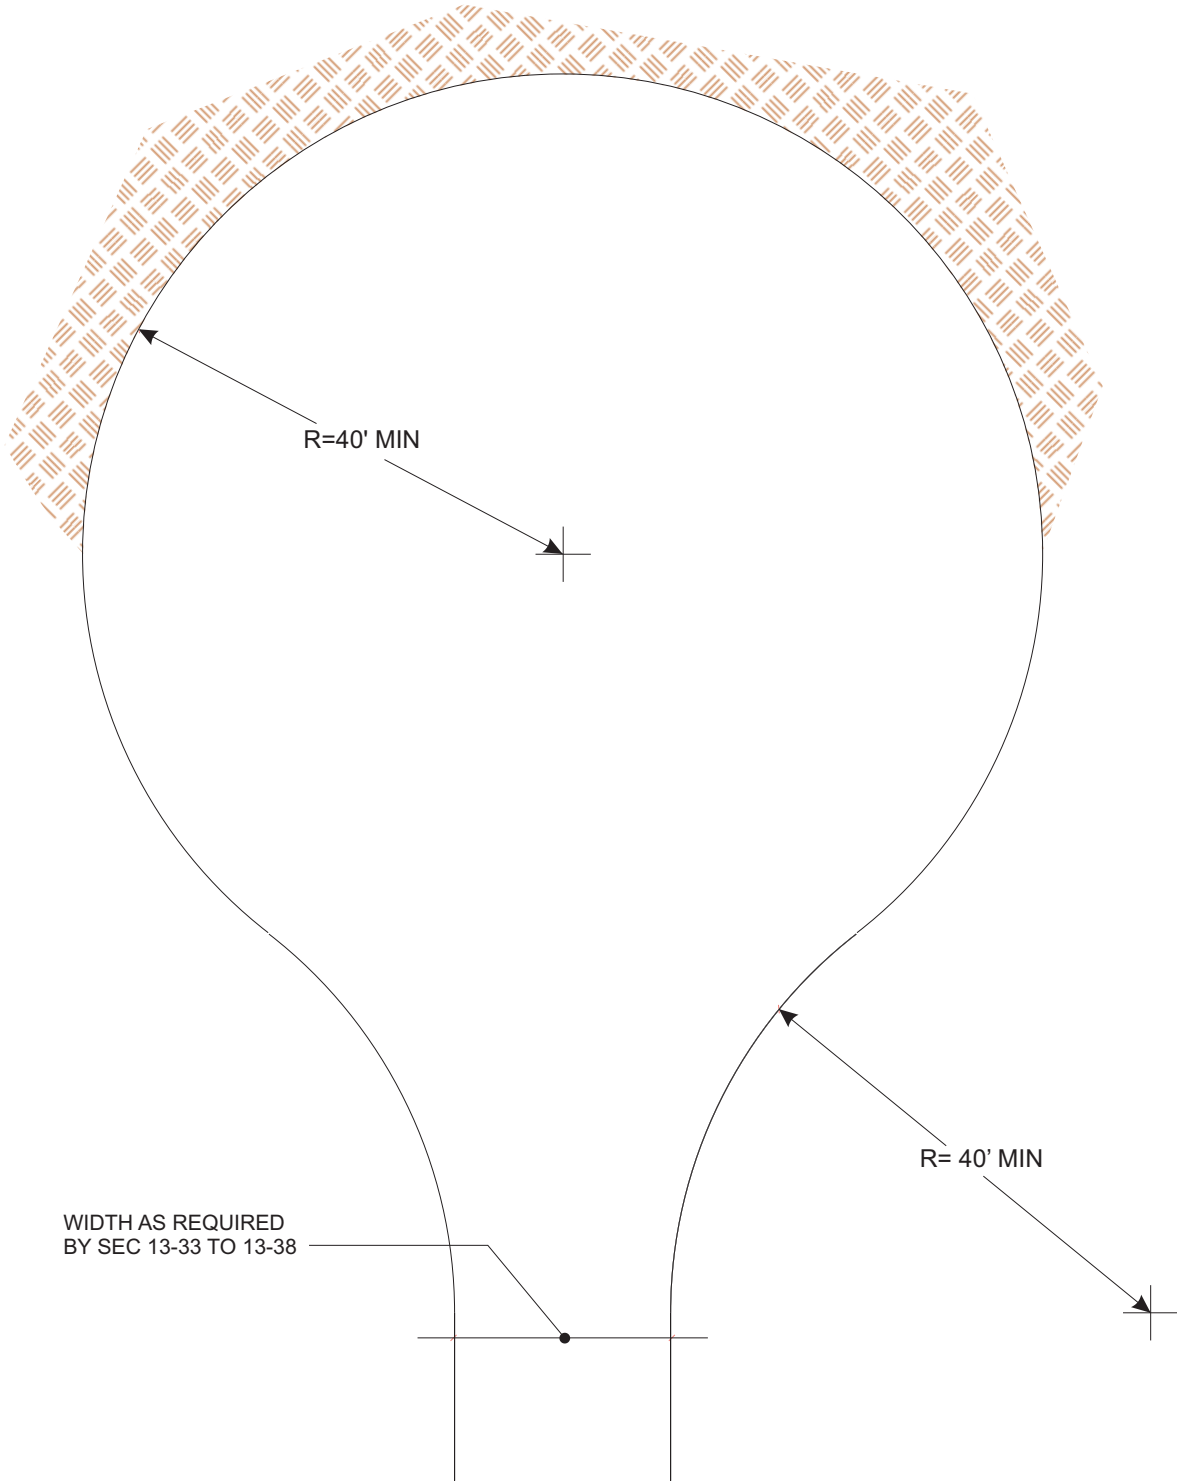 R=40' MIN
R= 40’ MIN
WIDTH AS REQUIRED
BY SEC 13-33 TO 13-38